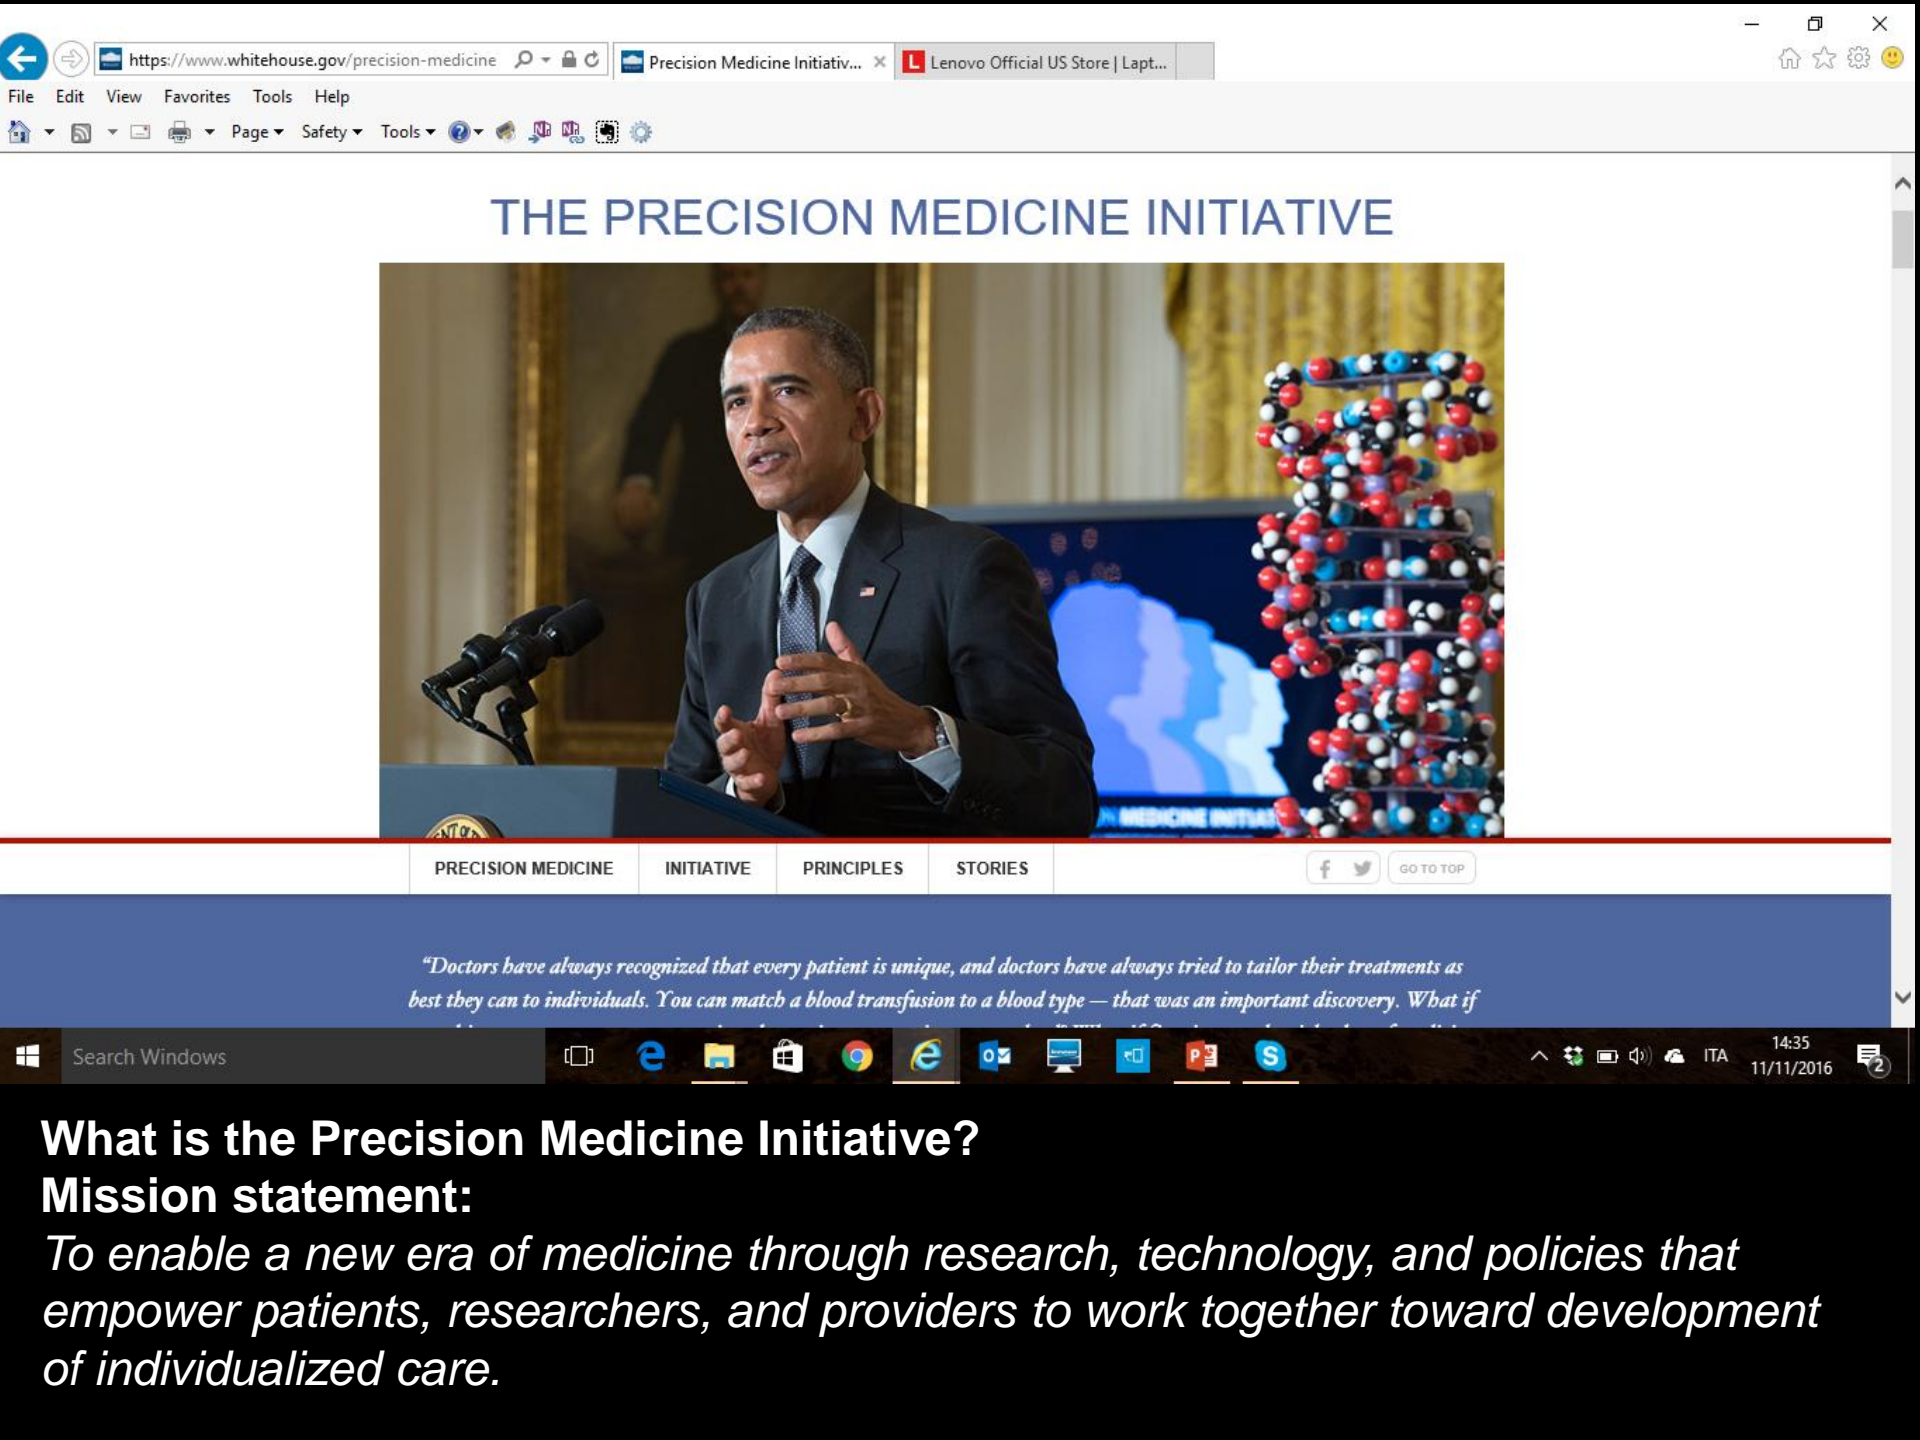 https://www.whitehouse.gov/precision-medicine
Precision Medicine Initiativ...
L Lenovo Official US Store | Lapt...
File Edit View Favorites Tools Help
Page Safety Tools
THE PRECISION MEDICINE INITIATIVE
MEDICINE INITIAT
PRECISION MEDICINE INITIATIVE PRINCIPLES STORIES GO TO TOP
“Doctors have always recognized that every patient is unique, and doctors have always tried to tailor their treatments as
best they can to individuals. You can match a blood transfusion to a blood type — that was an important discovery. What if
Search Windows
ITA
14:35
11/11/2016
2
What is the Precision Medicine Initiative?
Mission statement:
To enable a new era of medicine through research, technology, and policies that
empower patients, researchers, and providers to work together toward development
of individualized care.